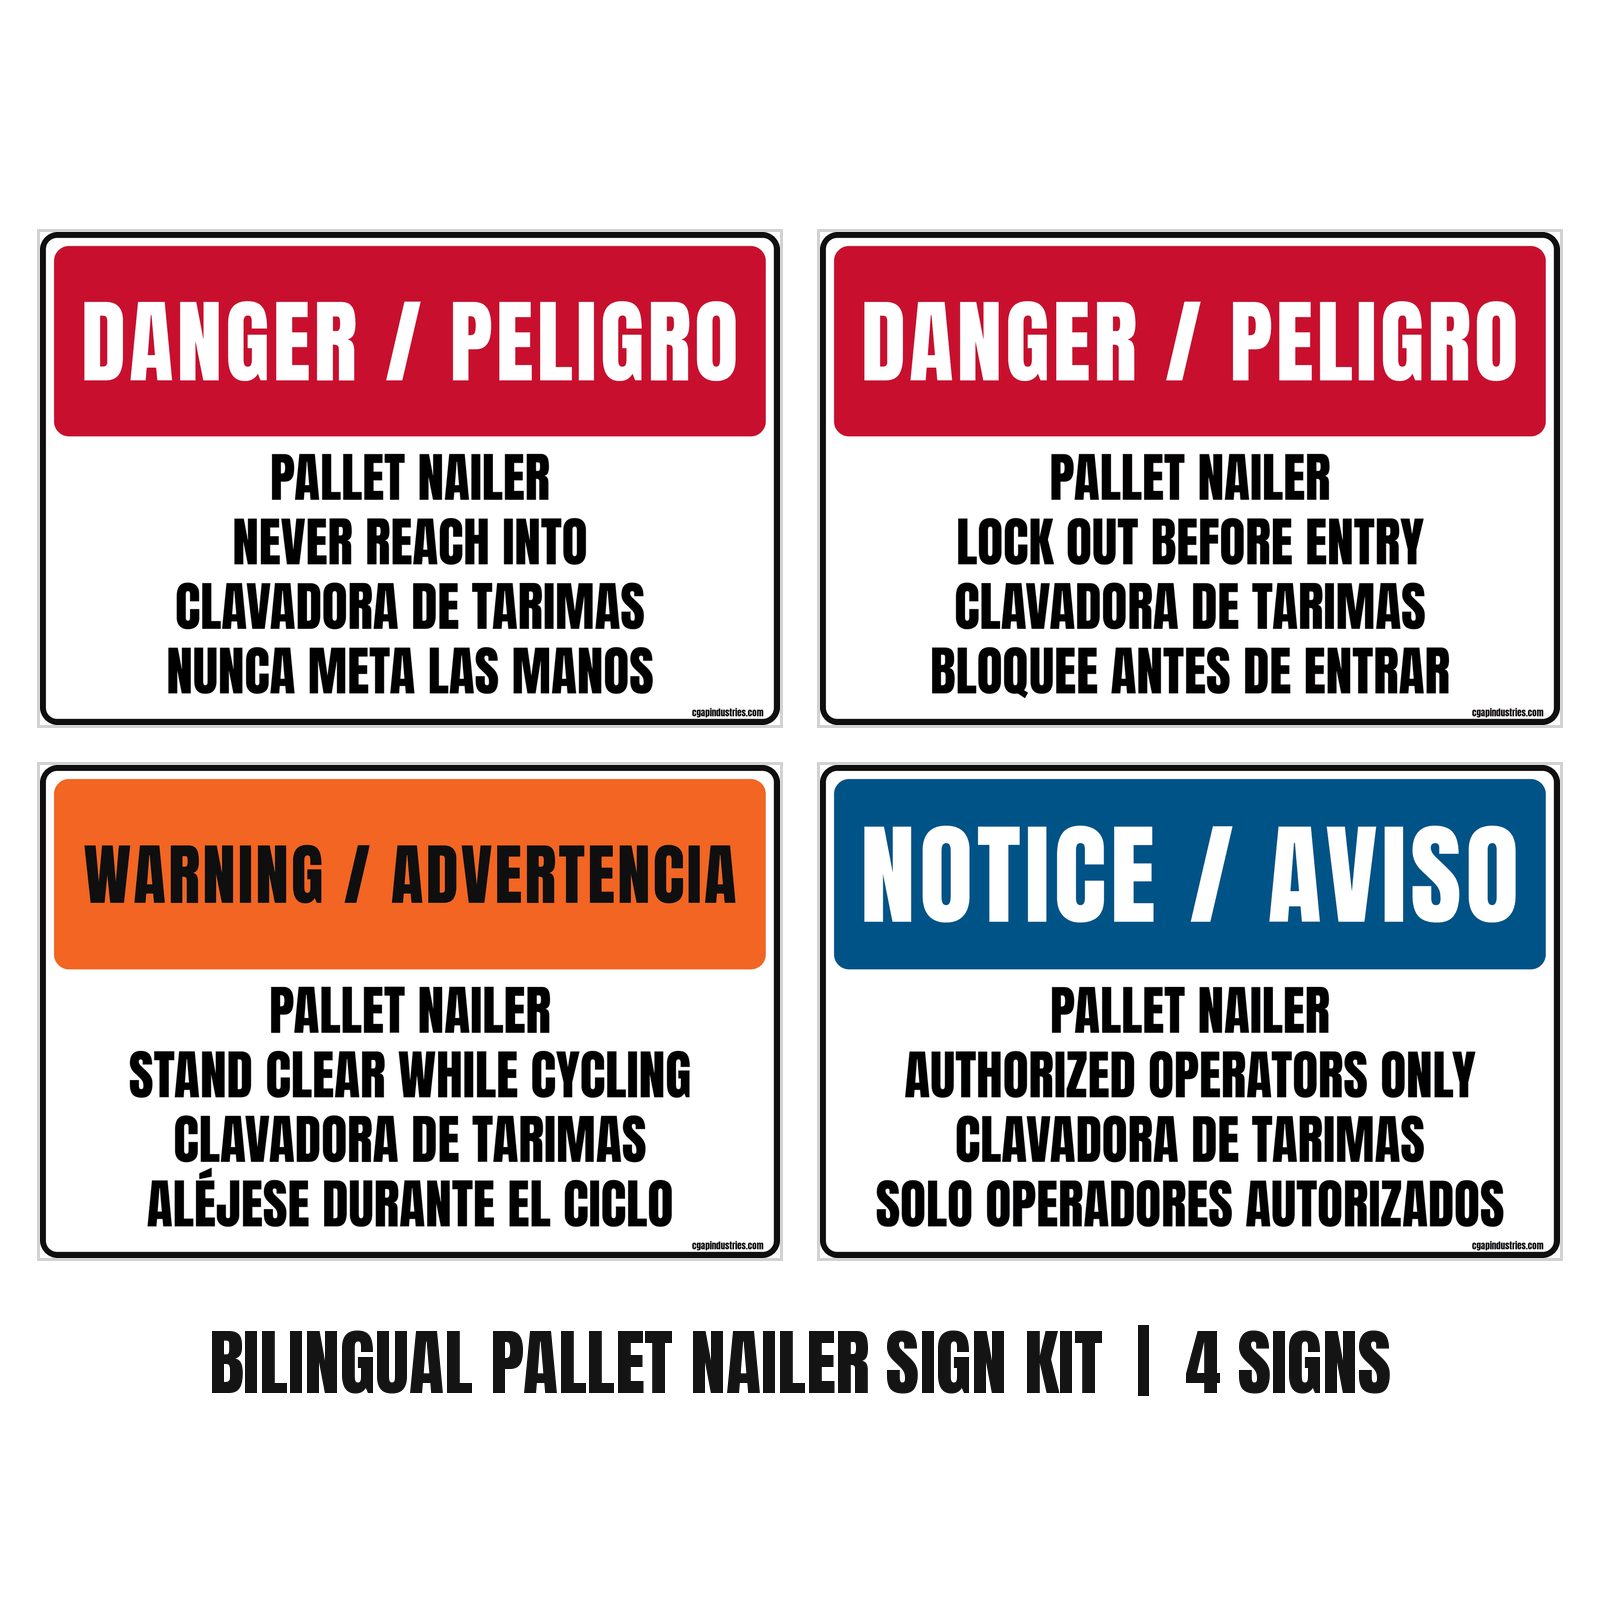 DANGER / PELIGRO
PALLET NAILER
NEVER REACH INTO
CLAVADORA DE TARIMAS
NUNCA META LAS MANOS
cgapindustries.com
DANGER / PELIGRO
PALLET NAILER
LOCK OUT BEFORE ENTRY
CLAVADORA DE TARIMAS
BLOQUEE ANTES DE ENTRAR
cgapindustries.com
WARNING / ADVERTENCIA
PALLET NAILER
STAND CLEAR WHILE CYCLING
CLAVADORA DE TARIMAS
ALÉJESE DURANTE EL CICLO
cgapindustries.com
NOTICE / AVISO
PALLET NAILER
AUTHORIZED OPERATORS ONLY
CLAVADORA DE TARIMAS
SOLO OPERADORES AUTORIZADOS
cgapindustries.com
BILINGUAL PALLET NAILER SIGN KIT | 4 SIGNS